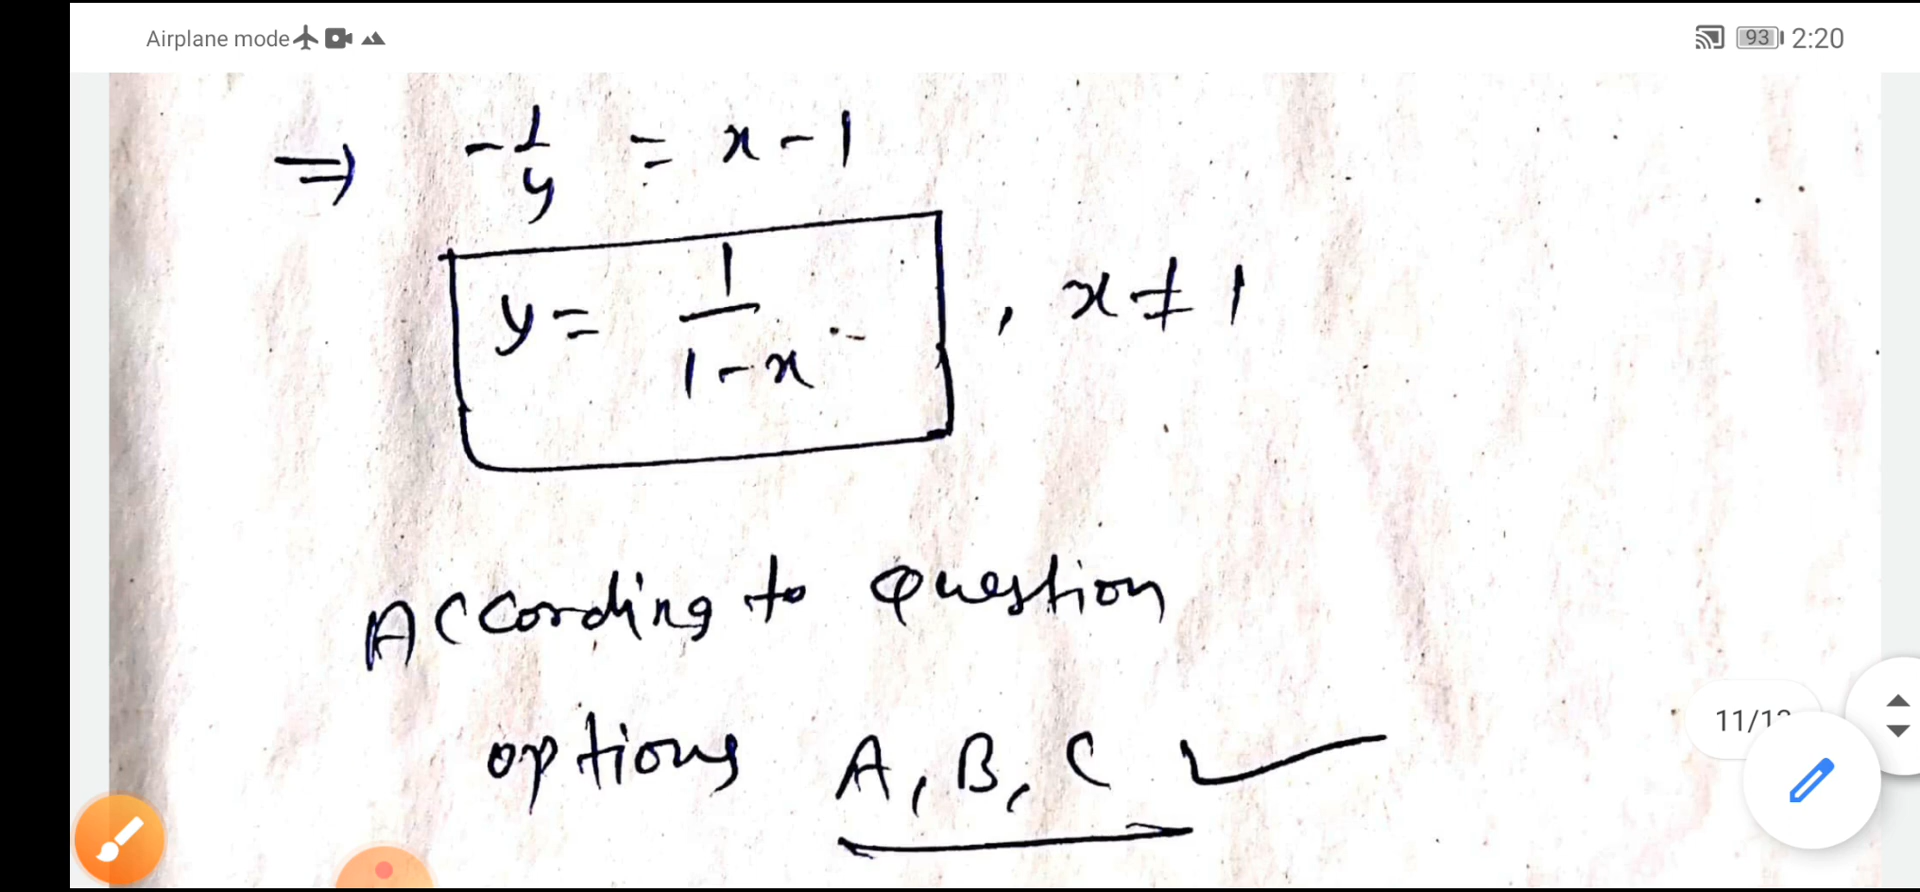 Airplane mode 93 2:20
⇒ -1/y = x - 1
y = 1/(1-x) , x ≠ 1
According to Question
options A, B, C ✓
11/1